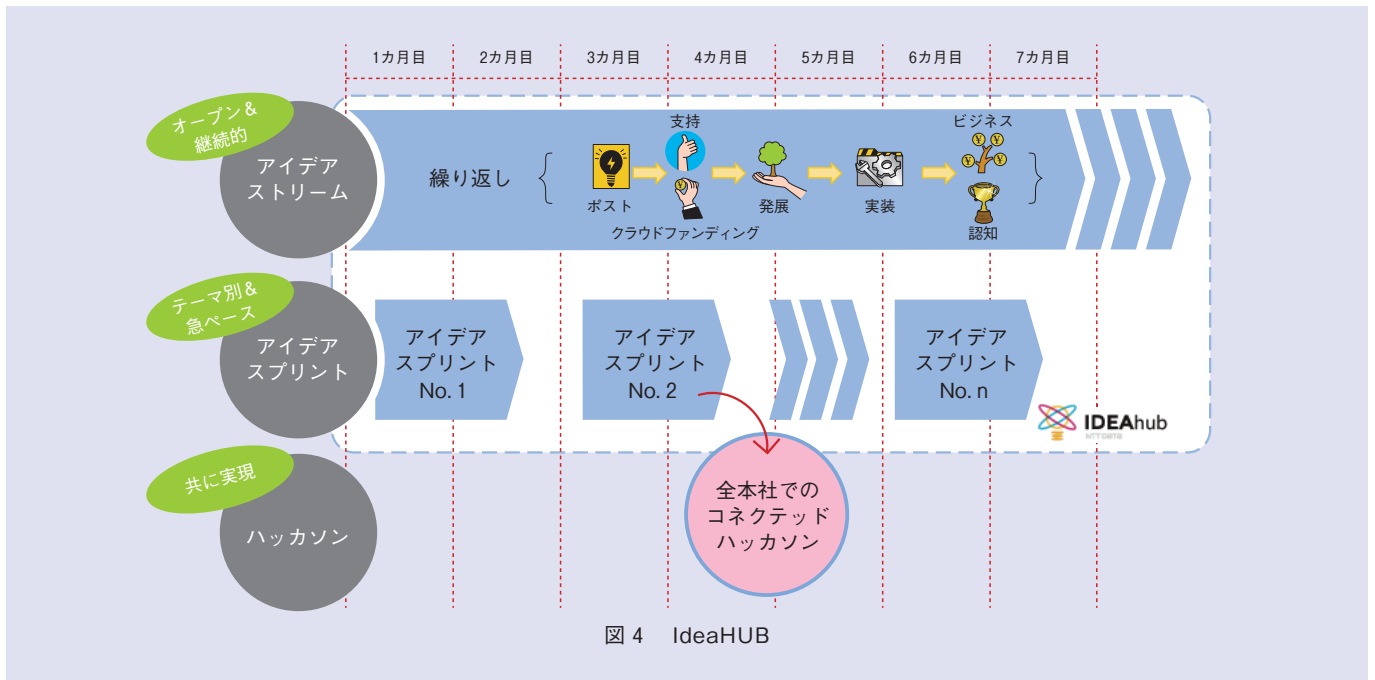 1カ月目 2カ月目 3カ月目 4カ月目 5カ月目 6カ月目 7カ月目
オープン&
継続的
アイデア
ストリーム
繰り返し
ポスト
支持
クラウドファンディング
発展
実装
ビジネス
認知
テーマ別&
急ペース
アイデア
スプリント
アイデア
スプリント
No. 1
アイデア
スプリント
No. 2
アイデア
スプリント
No. n
IDEAhub
NTT DATA
共に実現
ハッカソン
全本社での
コネクテッド
ハッカソン
図 4 IdeaHUB